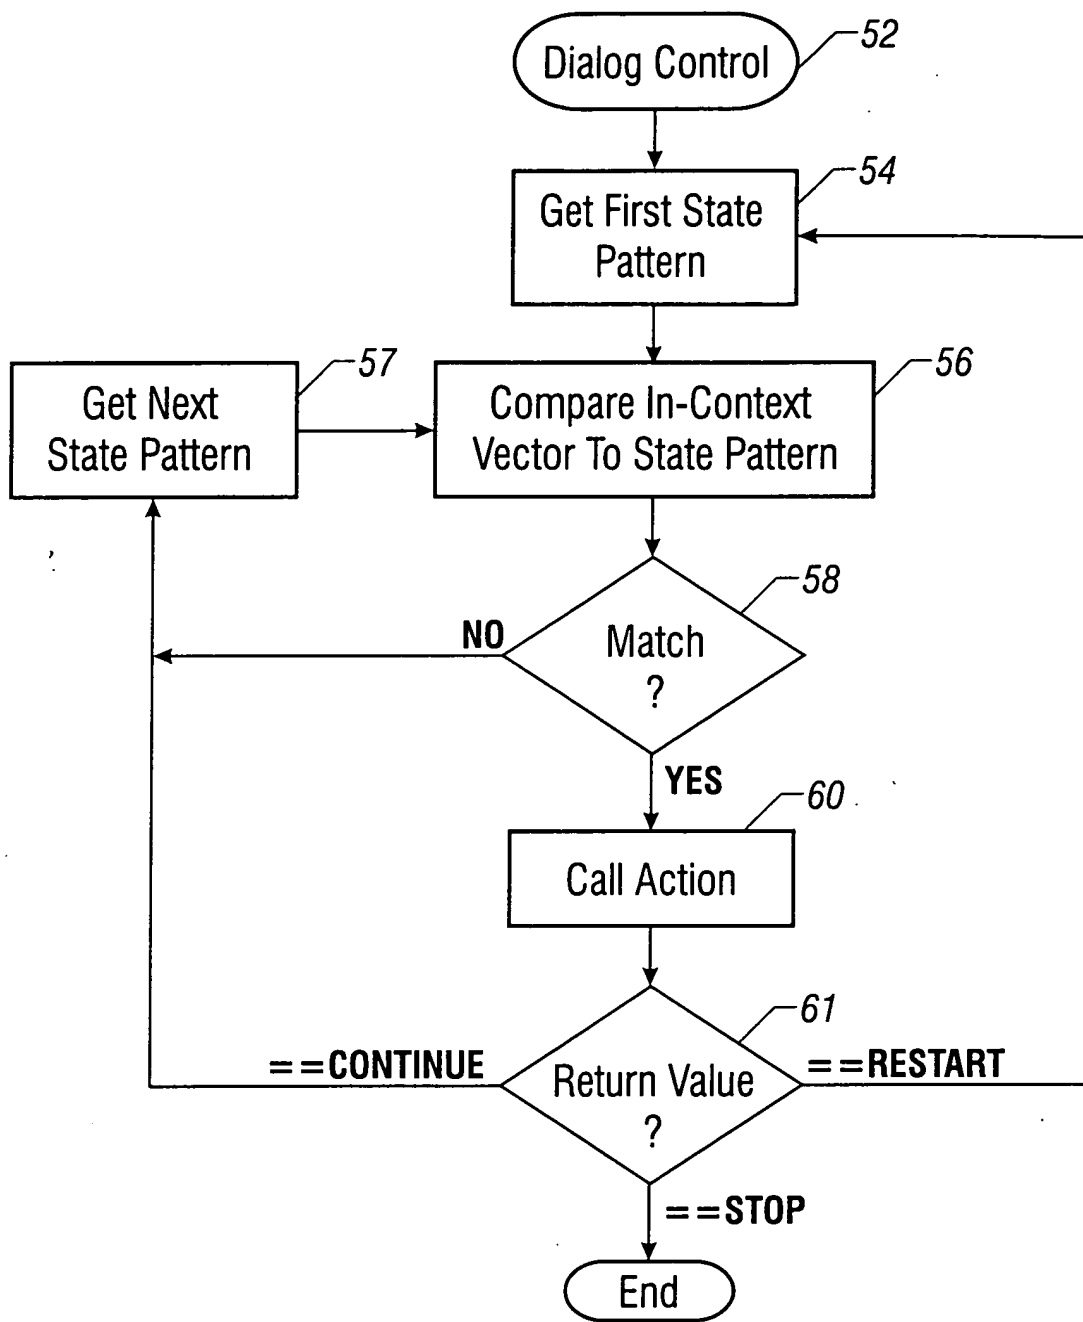 52
Dialog Control
54
Get First State
Pattern
57
Get Next
State Pattern
56
Compare In-Context
Vector To State Pattern
58
NO
Match
?
YES
60
Call Action
61
==CONTINUE
Return Value
?
==RESTART
==STOP
End